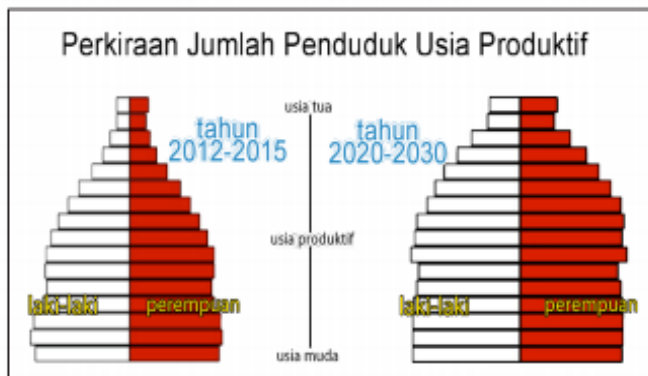 Perkiraan Jumlah Penduduk Usia Produktif
usia tua
tahun
2012-2015
tahun
2020-2030
usia produktif
laki-laki
perempuan
laki-laki
perempuan
usia muda